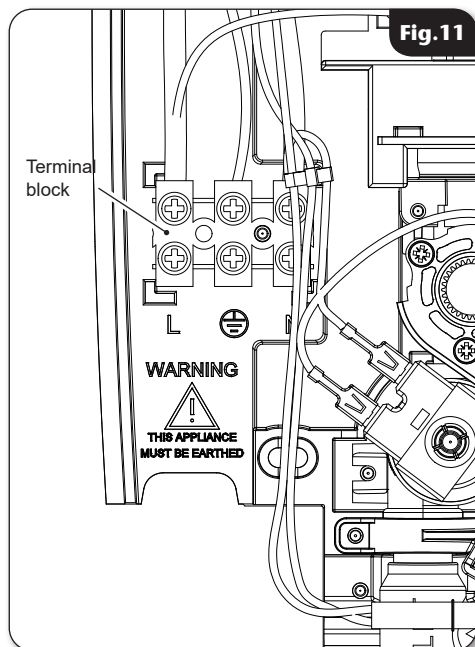 Fig.11
Terminal
block
L N
WARNING
!
THIS APPLIANCE
MUST BE EARTHED